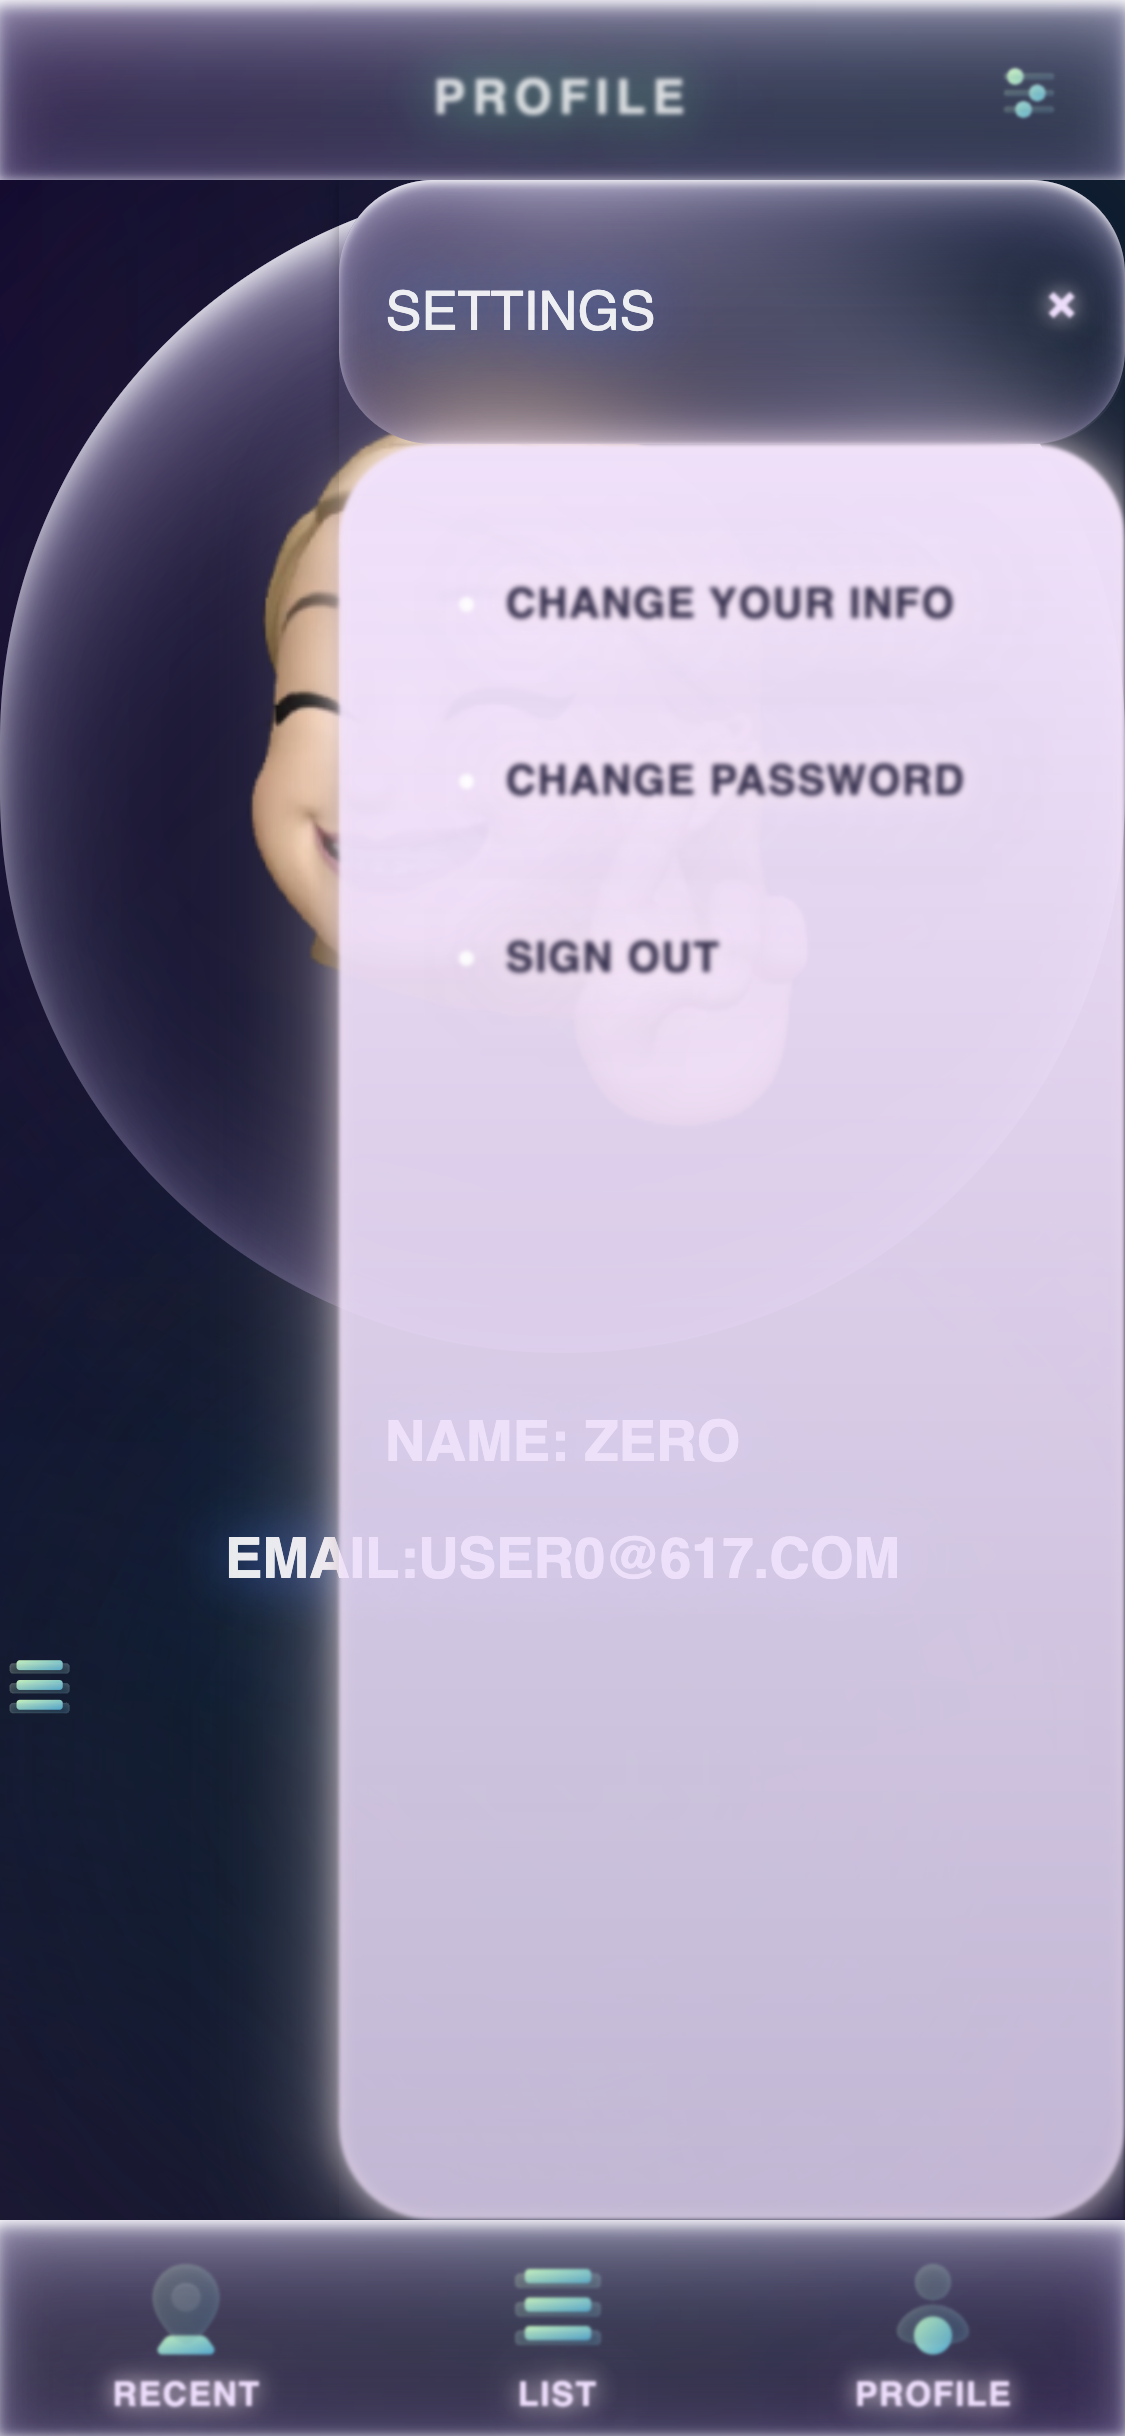 PROFILE
SETTINGS
CHANGE YOUR INFO
CHANGE PASSWORD
SIGN OUT
NAME: ZERO
EMAIL:USER0@617.COM
RECENT
LIST
PROFILE